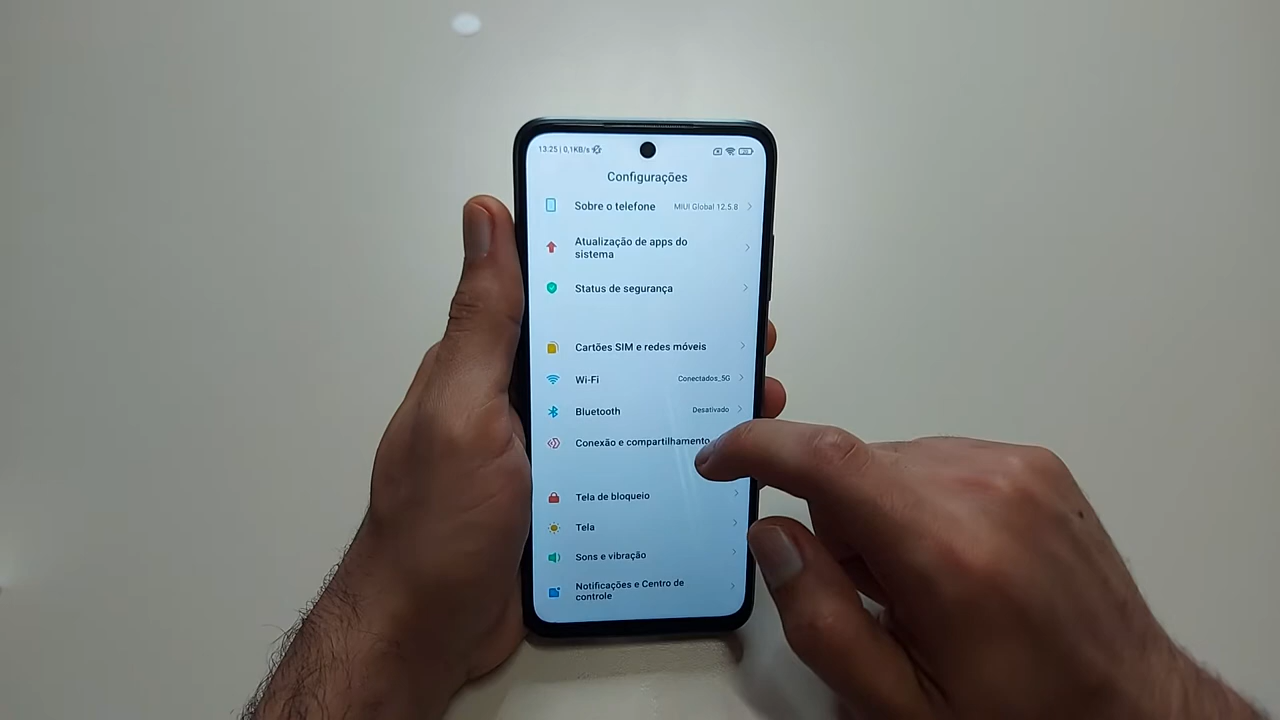 13.25 | 0,1KB/s
Configurações
Sobre o telefone MIUI Global 12.5.8
Atualização de apps do
sistema
Status de segurança
Cartões SIM e redes móveis
Wi-Fi Conectados_5G
Bluetooth Desativado
Conexão e compartilhamento
Tela de bloqueio
Tela
Sons e vibração
Notificações e Centro de
controle